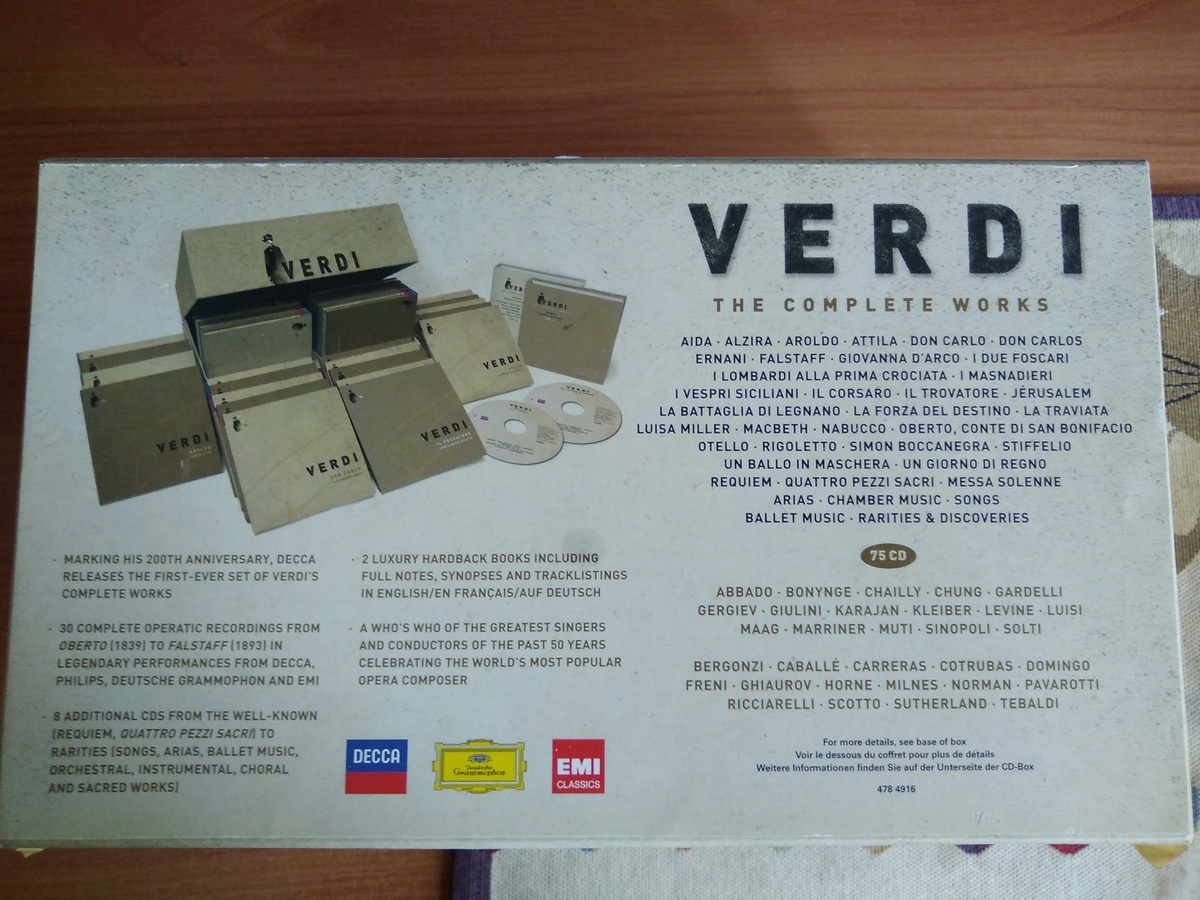 VERDI
THE COMPLETE WORKS
AIDA · ALZIRA · AROLDO · ATTILA · DON CARLO · DON CARLOS
ERNANI · FALSTAFF · GIOVANNA D'ARCO · I DUE FOSCARI
I LOMBARDI ALLA PRIMA CROCIATA · I MASNADIERI
I VESPRI SICILIANI · IL CORSARO · IL TROVATORE · JÉRUSALEM
LA BATTAGLIA DI LEGNANO · LA FORZA DEL DESTINO · LA TRAVIATA
LUISA MILLER · MACBETH · NABUCCO · OBERTO, CONTE DI SAN BONIFACIO
OTELLO · RIGOLETTO · SIMON BOCCANEGRA · STIFFELIO
UN BALLO IN MASCHERA · UN GIORNO DI REGNO
REQUIEM · QUATTRO PEZZI SACRI · MESSA SOLENNE
ARIAS · CHAMBER MUSIC · SONGS
BALLET MUSIC · RARITIES & DISCOVERIES
75 CD
ABBADO · BONYNGE · CHAILLY · CHUNG · GARDELLI
GERGIEV · GIULINI · KARAJAN · KLEIBER · LEVINE · LUISI
MAAG · MARRINER · MUTI · SINOPOLI · SOLTI
BERGONZI · CABALLÉ · CARRERAS · COTRUBAS · DOMINGO
FRENI · GHIAUROV · HORNE · MILNES · NORMAN · PAVAROTTI
RICCIARELLI · SCOTTO · SUTHERLAND · TEBALDI
For more details, see base of box
Voir le dessous du coffret pour plus de détails
Weitere Informationen finden Sie auf der Unterseite der CD-Box
478 4916
VERDI
VERDI
VERDI
VERDI
VERDI
DON CARLO
VERDI
IL TROVATORE
· MARKING HIS 200TH ANNIVERSARY, DECCA
RELEASES THE FIRST-EVER SET OF VERDI'S
COMPLETE WORKS
· 30 COMPLETE OPERATIC RECORDINGS FROM
OBERTO (1839) TO FALSTAFF (1893) IN
LEGENDARY PERFORMANCES FROM DECCA,
PHILIPS, DEUTSCHE GRAMMOPHON AND EMI
· 8 ADDITIONAL CDS FROM THE WELL-KNOWN
(REQUIEM, QUATTRO PEZZI SACRI) TO
RARITIES (SONGS, ARIAS, BALLET MUSIC,
ORCHESTRAL, INSTRUMENTAL, CHORAL
AND SACRED WORKS)
· 2 LUXURY HARDBACK BOOKS INCLUDING
FULL NOTES, SYNOPSES AND TRACKLISTINGS
IN ENGLISH/EN FRANÇAIS/AUF DEUTSCH
· A WHO'S WHO OF THE GREATEST SINGERS
AND CONDUCTORS OF THE PAST 50 YEARS
CELEBRATING THE WORLD'S MOST POPULAR
OPERA COMPOSER
DECCA
Deutsche
Grammophon
EMI
CLASSICS